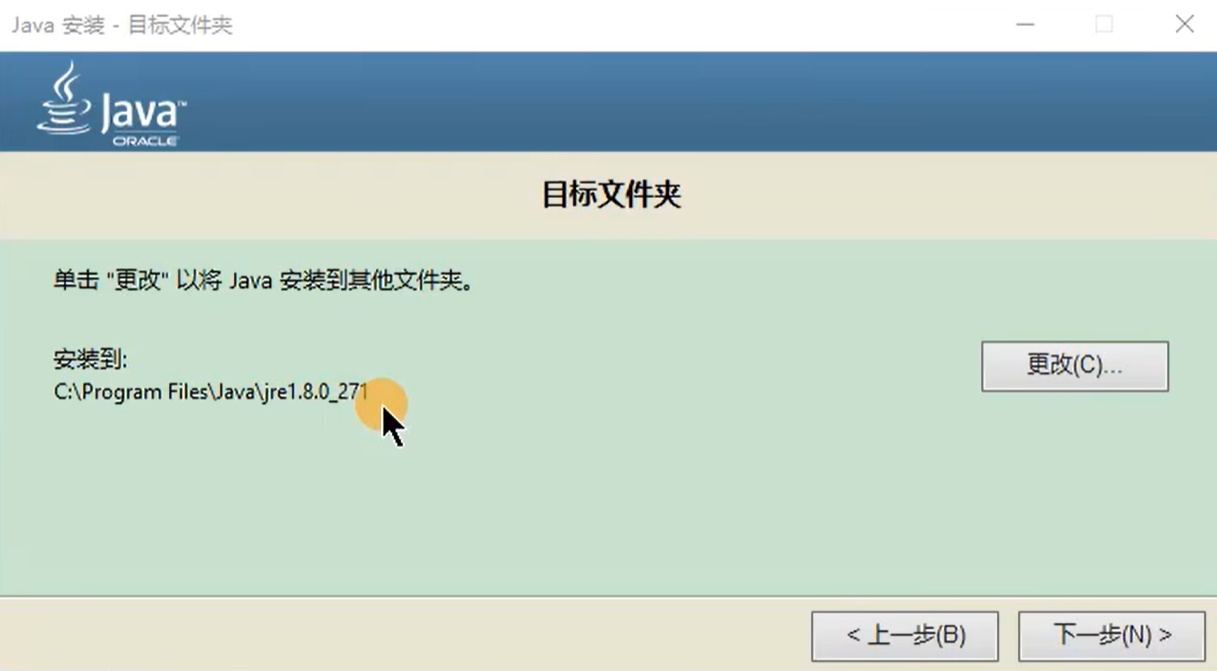 Java 安装 - 目标文件夹
Java™
ORACLE
目标文件夹
单击 "更改" 以将 Java 安装到其他文件夹。
安装到:
更改(C)...
C:\Program Files\Java\jre1.8.0_271
< 上一步(B)
下一步(N) >